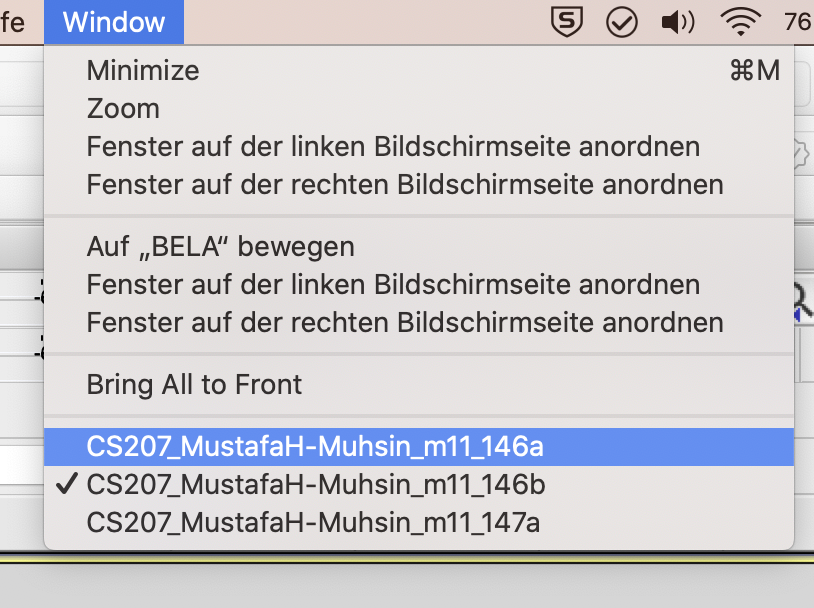 fe Window 76
Minimize ⌘M
Zoom
Fenster auf der linken Bildschirmseite anordnen
Fenster auf der rechten Bildschirmseite anordnen
Auf „BELA“ bewegen
Fenster auf der linken Bildschirmseite anordnen
Fenster auf der rechten Bildschirmseite anordnen
Bring All to Front
CS207_MustafaH-Muhsin_m11_146a
✓ CS207_MustafaH-Muhsin_m11_146b
CS207_MustafaH-Muhsin_m11_147a